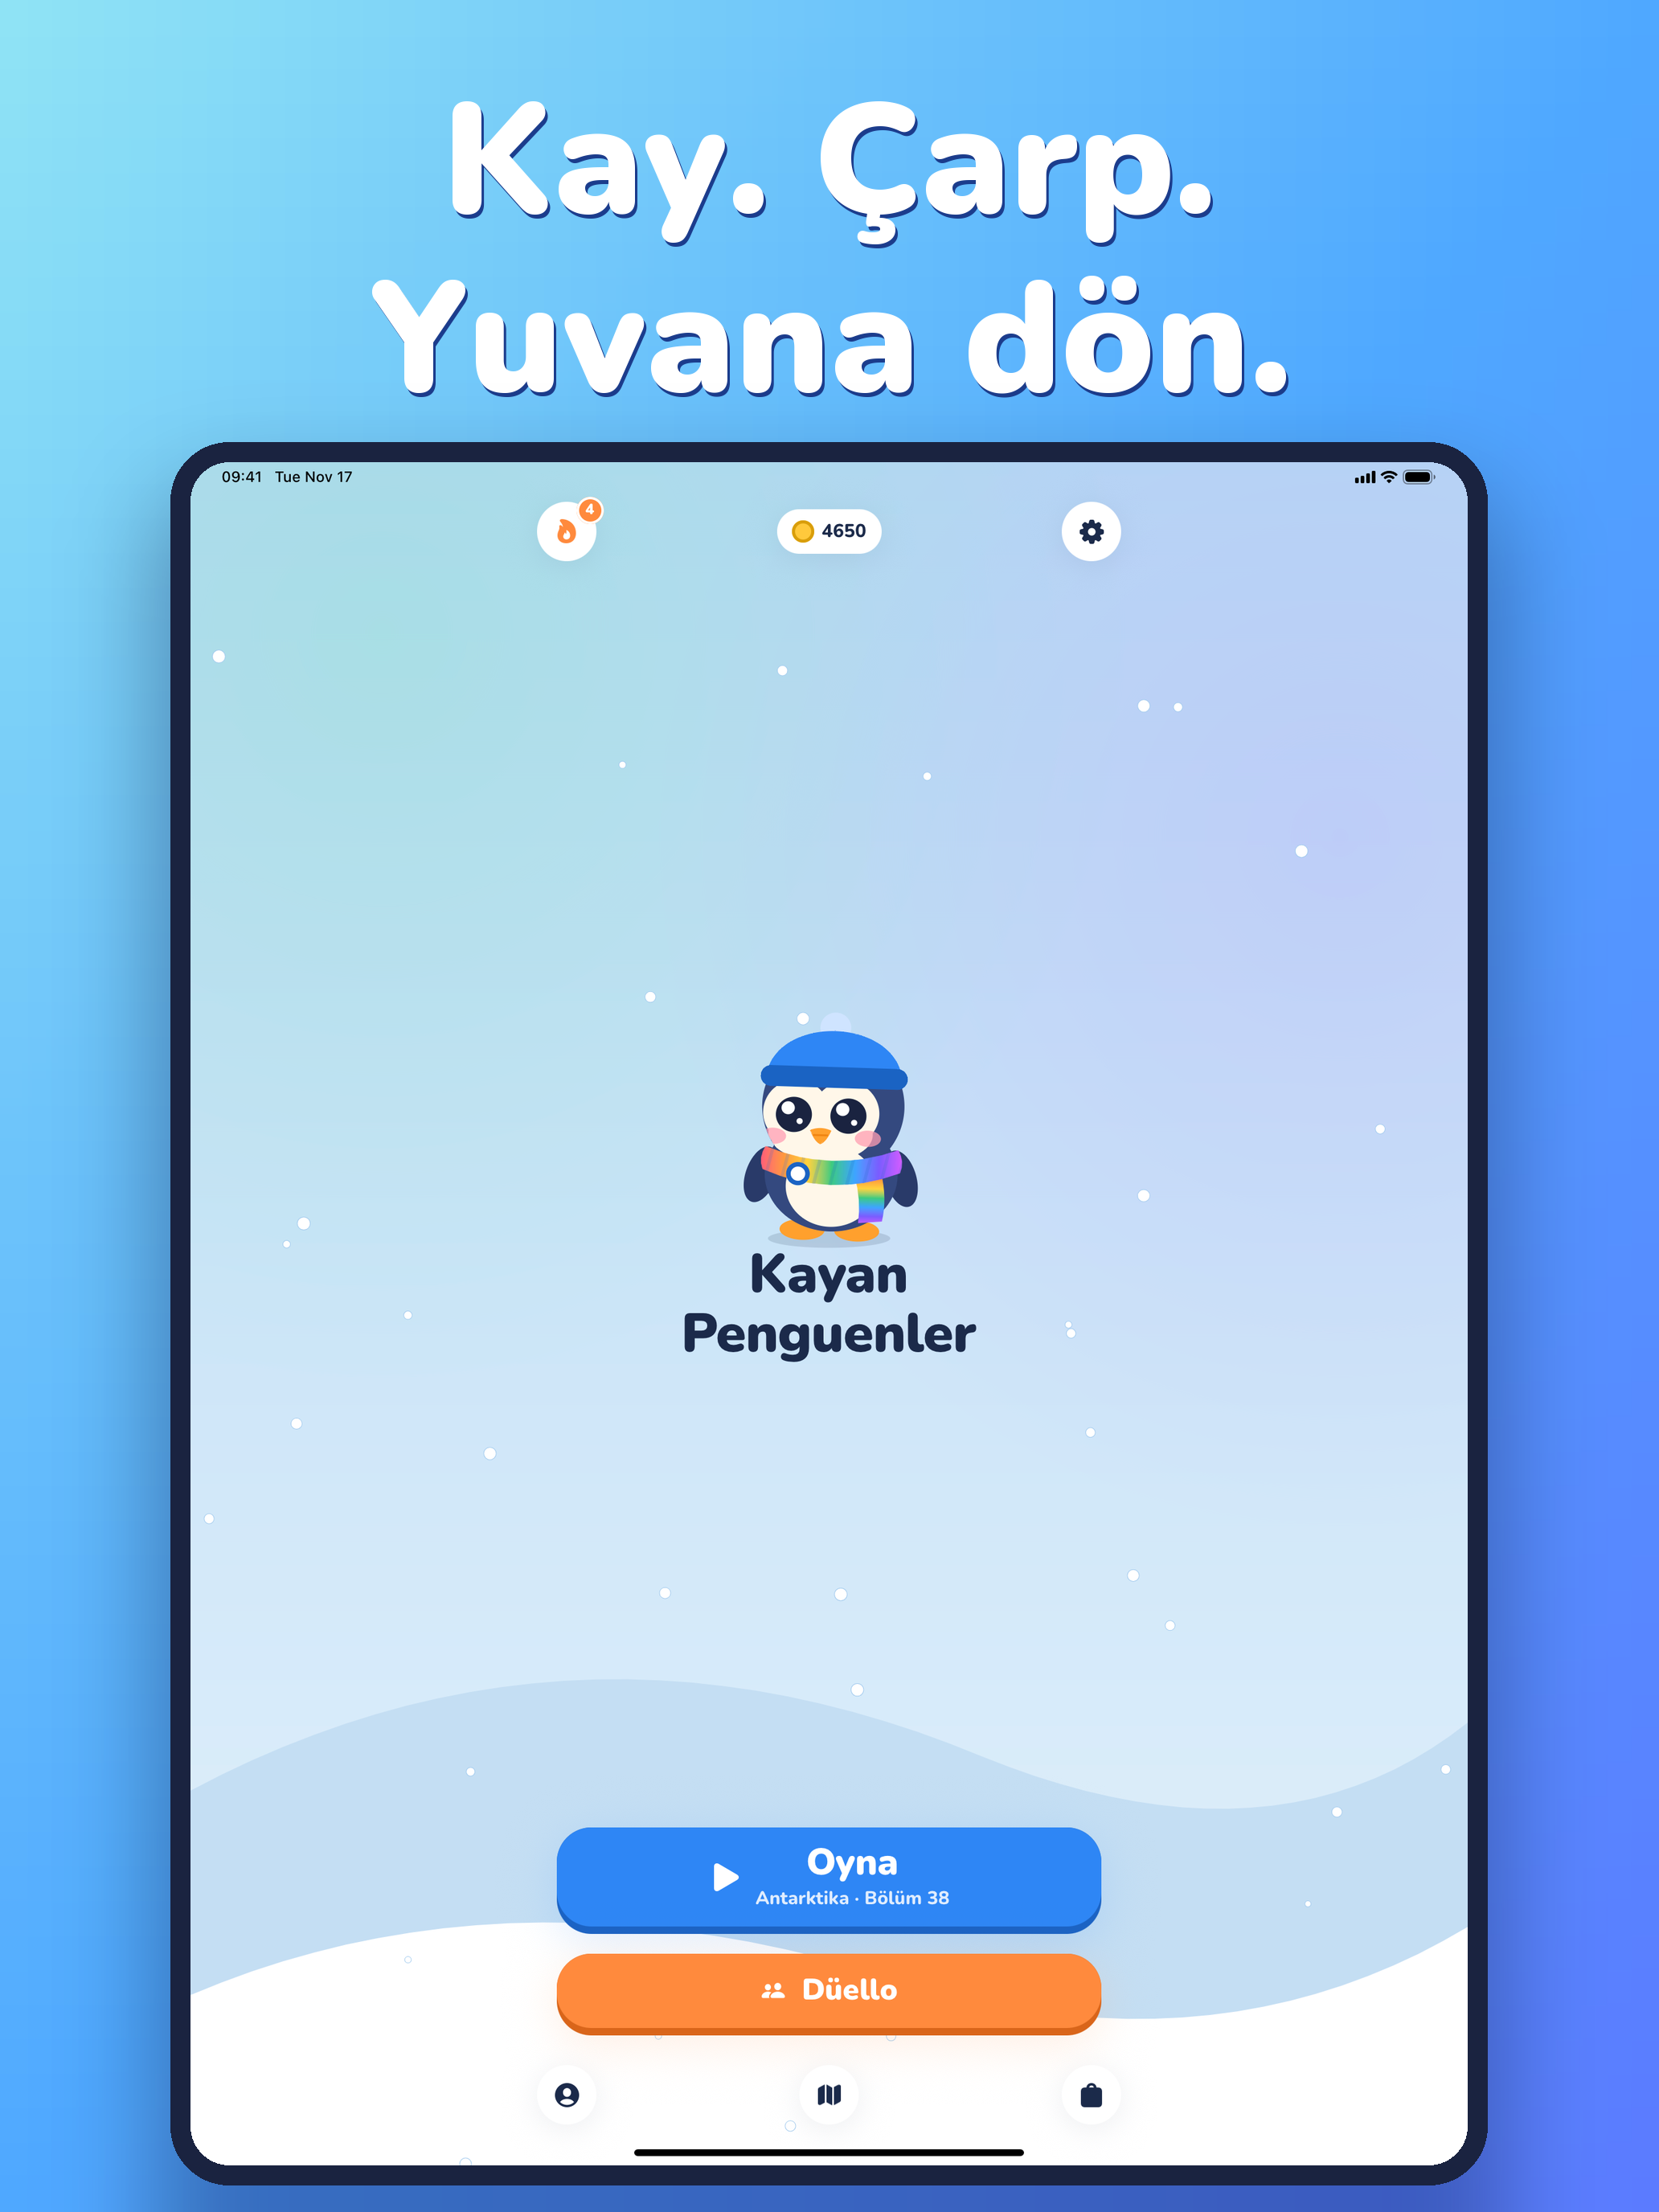 Kay. Çarp.
Yuvana dön.
09:41 Tue Nov 17
4
4650
Kayan
Penguenler
Oyna
Antarktika · Bölüm 38
Düello